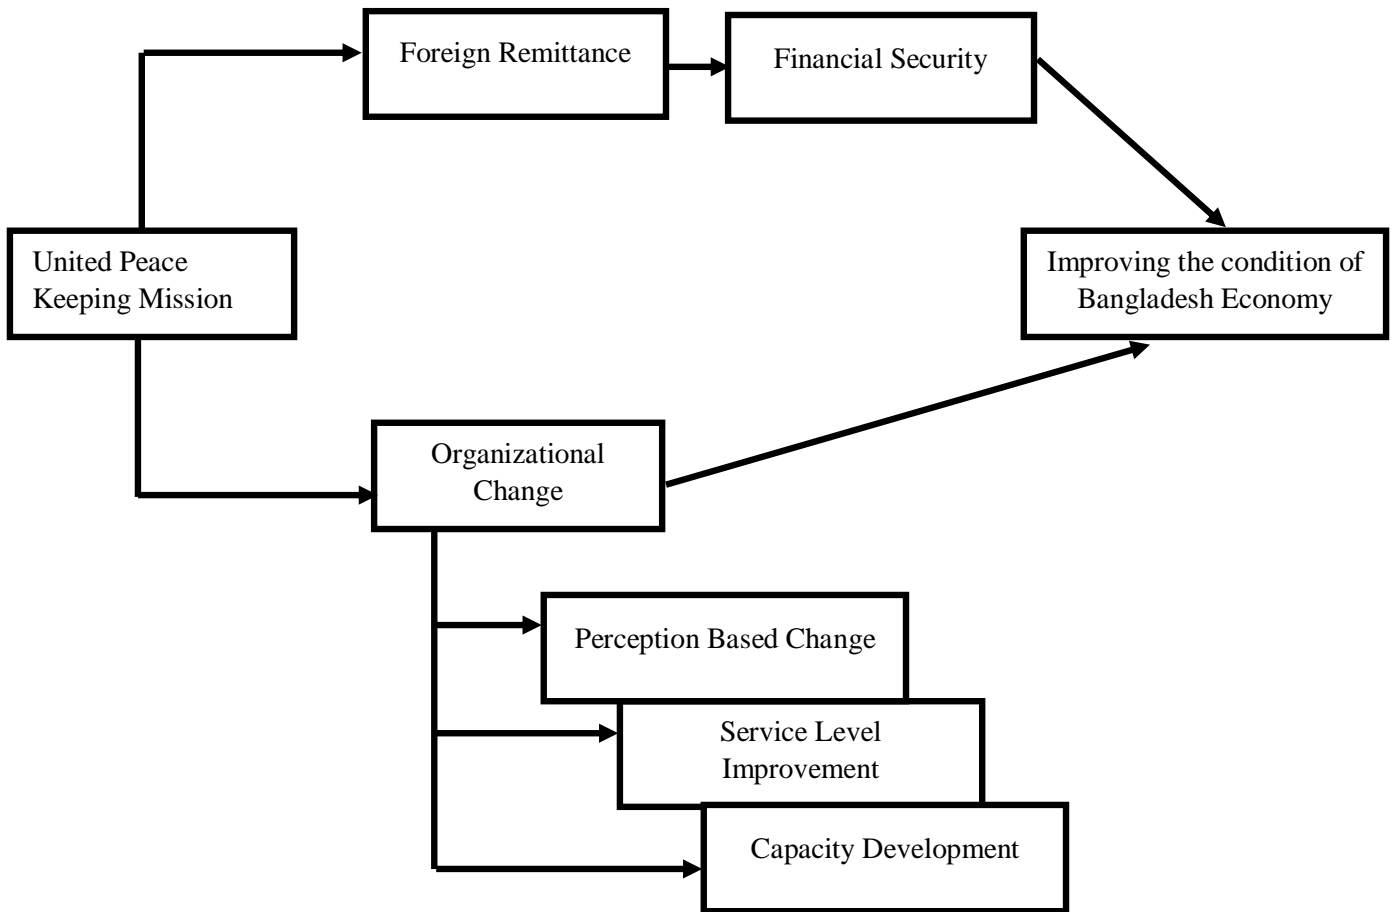 Foreign Remittance
Financial Security
United Peace
Keeping Mission
Improving the condition of
Bangladesh Economy
Organizational
Change
Perception Based Change
Service Level
Improvement
Capacity Development